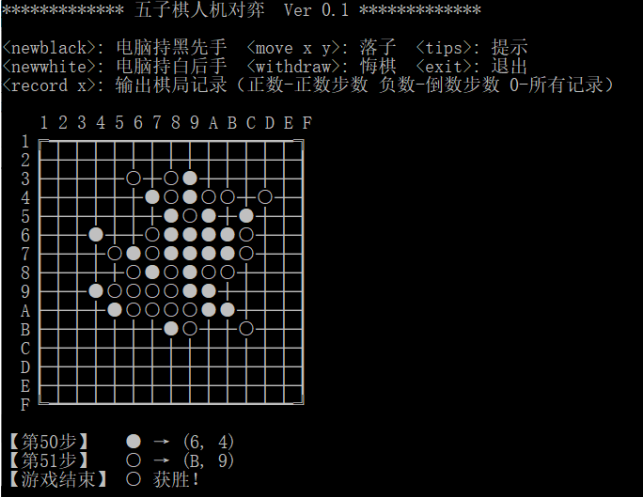 ************* 五子棋人机对弈 Ver 0.1 *************
<newblack>: 电脑持黑先手 <move x y>: 落子 <tips>: 提示
<newwhite>: 电脑持白后手 <withdraw>: 悔棋 <exit>: 退出
<record x>: 输出棋局记录（正数-正数步数 负数-倒数步数 0-所有记录）
1 2 3 4 5 6 7 8 9 A B C D E F
1
2
3
4
5
6
7
8
9
A
B
C
D
E
F
【第50步】 ● → (6, 4)
【第51步】 ○ → (B, 9)
【游戏结束】 ○ 获胜！